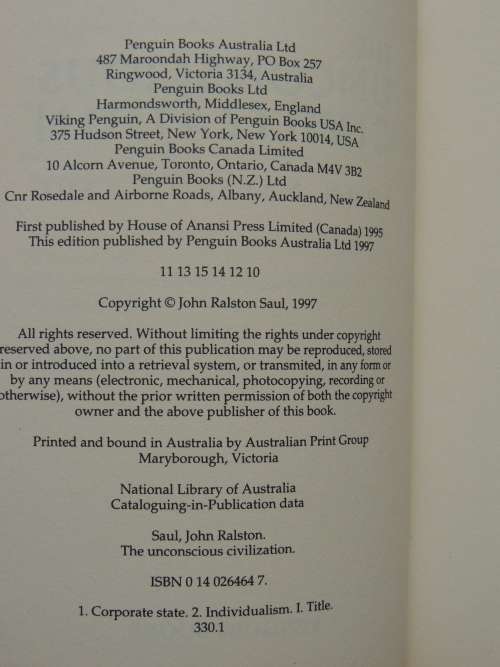 Penguin Books Australia Ltd
487 Maroondah Highway, PO Box 257
Ringwood, Victoria 3134, Australia
Penguin Books Ltd
Harmondsworth, Middlesex, England
Viking Penguin, A Division of Penguin Books USA Inc.
375 Hudson Street, New York, New York 10014, USA
Penguin Books Canada Limited
10 Alcorn Avenue, Toronto, Ontario, Canada M4V 3B2
Penguin Books (N.Z.) Ltd
Cnr Rosedale and Airborne Roads, Albany, Auckland, New Zealand
First published by House of Anansi Press Limited (Canada) 1995
This edition published by Penguin Books Australia Ltd 1997
11 13 15 14 12 10
Copyright © John Ralston Saul, 1997
All rights reserved. Without limiting the rights under copyright
reserved above, no part of this publication may be reproduced, stored
in or introduced into a retrieval system, or transmited, in any form or
by any means (electronic, mechanical, photocopying, recording or
otherwise), without the prior written permission of both the copyright
owner and the above publisher of this book.
Printed and bound in Australia by Australian Print Group
Maryborough, Victoria
National Library of Australia
Cataloguing-in-Publication data
Saul, John Ralston.
The unconscious civilization.
ISBN 0 14 026464 7.
1. Corporate state. 2. Individualism. I. Title.
330.1